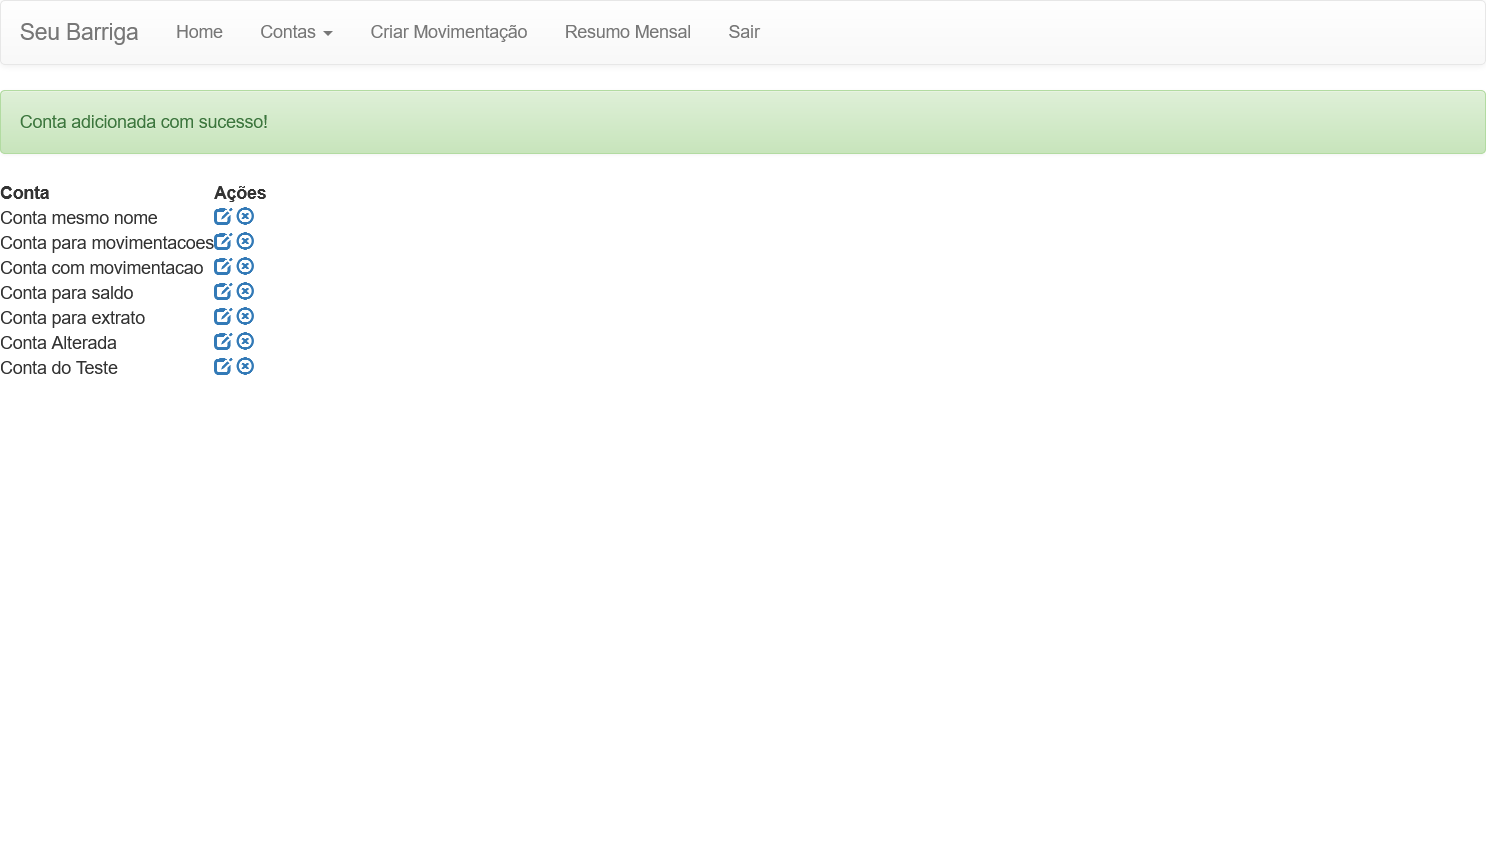 Seu Barriga Home Contas Criar Movimentação Resumo Mensal Sair
Conta adicionada com sucesso!
Conta Ações
Conta mesmo nome
Conta para movimentacoes
Conta com movimentacao
Conta para saldo
Conta para extrato
Conta Alterada
Conta do Teste